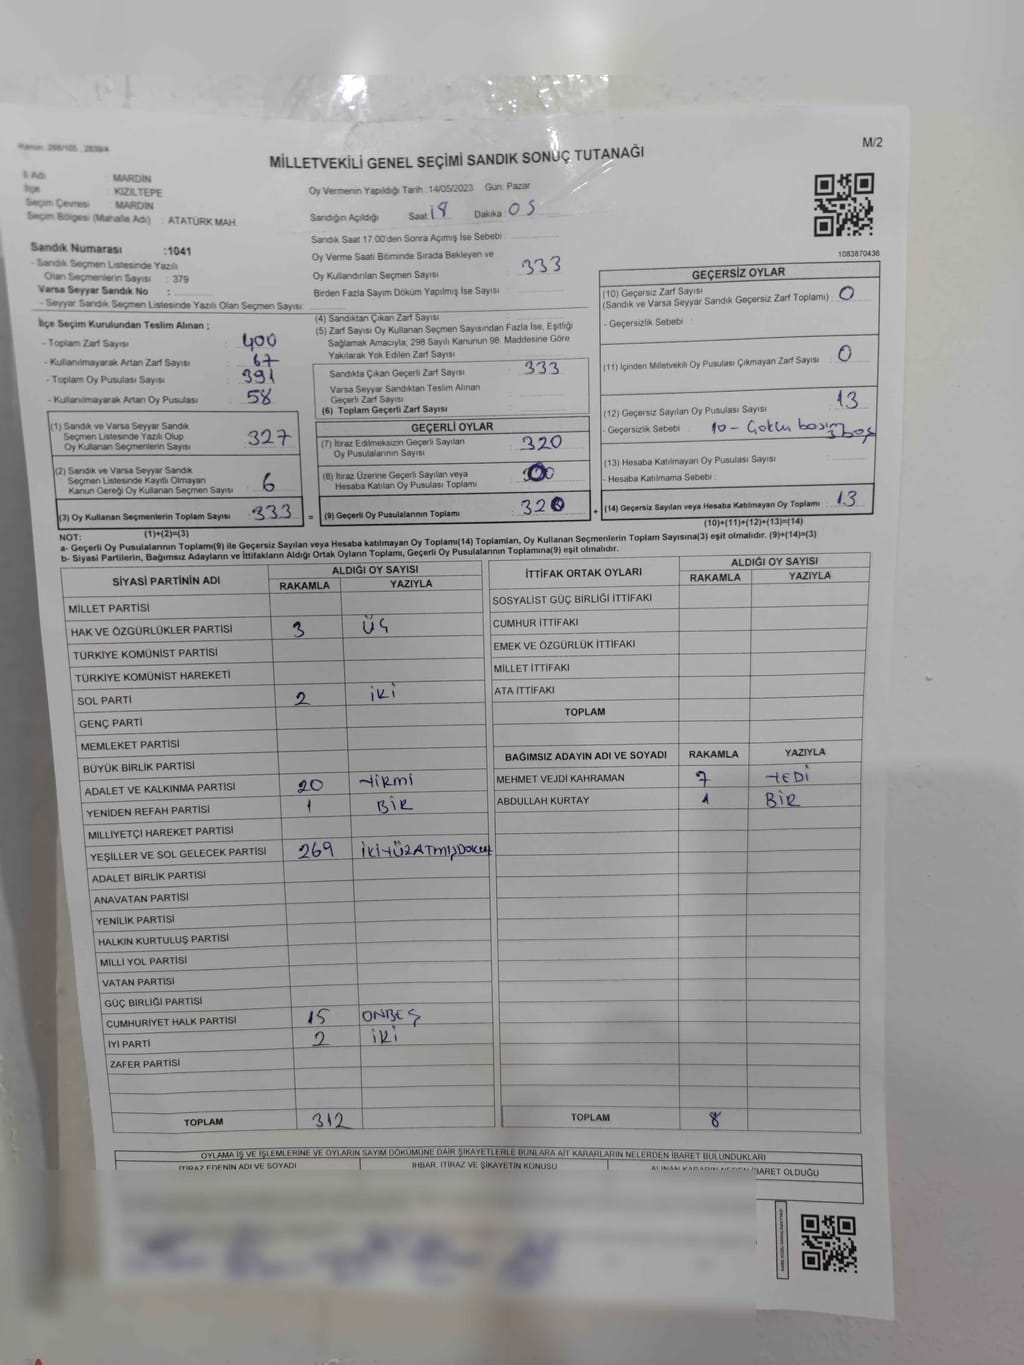 M/2
MİLLETVEKİLİ GENEL SEÇİMİ SANDIK SONUÇ TUTANAĞI
İl Adı : MARDİN
İlçe : KIZILTEPE
Seçim Çevresi : MARDİN
Seçim Bölgesi (Mahalle Adı) : ATATÜRK MAH
Oy Vermenin Yapıldığı Tarih :14/05/2023 Gün: Pazar
Sandığın Açıldığı Saat: Dakika: 05
Sandık Numarası :1041
- Sandık Seçmen Listesinde Yazılı
Olan Seçmenlerin Sayısı : 379
Varsa Seyyar Sandık No :
- Seyyar Sandık Seçmen Listesinde Yazılı Olan Seçmen Sayısı:
Sandık Saat 17:00'den Sonra Açımış İse Sebebi :
Oy Verme Saati Bitiminde Sırada Bekleyen ve
Oy Kullandırılan Seçmen Sayısı : 333
Birden Fazla Sayım Döküm Yapılmış İse Sayısı :
1083870436
İlçe Seçim Kurulundan Teslim Alınan ;
- Toplam Zarf Sayısı : 400
- Kullanılmayarak Artan Zarf Sayısı : 67
- Toplam Oy Pusulası Sayısı : 391
- Kullanılmayarak Artan Oy Pusulası : 58
(4) Sandıktan Çıkan Zarf Sayısı :
(5) Zarf Sayısı Oy Kullanan Seçmen Sayısından Fazla İse, Eşitliği
Sağlamak Amacıyla; 298 Sayılı Kanunun 98. Maddesine Göre
Yakılarak Yok Edilen Zarf Sayısı :
Sandıkta Çıkan Geçerli Zarf Sayısı : 333
Varsa Seyyar Sandıktan Teslim Alınan
Geçerli Zarf Sayısı :
(6) Toplam Geçerli Zarf Sayısı :
(1) Sandık ve Varsa Seyyar Sandık
Seçmen Listesinde Yazılı Olup
Oy Kullanan Seçmenlerin Sayısı : 327
(2) Sandık ve Varsa Seyyar Sandık
Seçmen Listesinde Kayıtlı Olmayan
Kanun Gereği Oy Kullanan Seçmen Sayısı : 6
(3) Oy Kullanan Seçmenlerin Toplam Sayısı : 333
(1)+(2)=(3)
GEÇERLİ OYLAR
(7) İtiraz Edilmeksizin Geçerli Sayılan
Oy Pusulalarının Sayısı : 320
(8) İtiraz Üzerine Geçerli Sayılan veya
Hesaba Katılan Oy Pusulası Toplamı :
(9) Geçerli Oy Pusulalarının Toplamı : 320
GEÇERSİZ OYLAR
(10) Geçersiz Zarf Sayısı
(Sandık ve Varsa Seyyar Sandık Geçersiz Zarf Toplamı) : 0
- Geçersizlik Sebebi :
(11) İçinden Milletvekili Oy Pusulası Çıkmayan Zarf Sayısı : 0
(12) Geçersiz Sayılan Oy Pusulası Sayısı : 13
- Geçersizlik Sebebi : 10 - 3 boş
(13) Hesaba Katılmayan Oy Pusulası Sayısı :
- Hesaba Katılmama Sebebi :
(14) Geçersiz Sayılan veya Hesaba Katılmayan Oy Toplamı : 13
(10)+(11)+(12)+(13)=(14)
NOT:
a- Geçerli Oy Pusulalarının Toplamı(9) ile Geçersiz Sayılan veya Hesaba katılmayan Oy Toplamı(14) Toplamları, Oy Kullanan Seçmenlerin Toplam Sayısına(3) eşit olmalıdır. (9)+(14)=(3)
b- Siyasi Partilerin, Bağımsız Adayların ve İttifakların Aldığı Ortak Oyların Toplamı, Geçerli Oy Pusulalarının Toplamına(9) eşit olmalıdır.
SİYASİ PARTİNİN ADI ALDIĞI OY SAYISI
RAKAMLA YAZIYLA
MİLLET PARTİSİ
HAK VE ÖZGÜRLÜKLER PARTİSİ 3 ÜÇ
TÜRKİYE KOMÜNİST PARTİSİ
TÜRKİYE KOMÜNİST HAREKETİ
SOL PARTİ 2 İKİ
GENÇ PARTİ
MEMLEKET PARTİSİ
BÜYÜK BİRLİK PARTİSİ
ADALET VE KALKINMA PARTİSİ 20 YİRMİ
YENİDEN REFAH PARTİSİ 1 BİR
MİLLİYETÇİ HAREKET PARTİSİ
YEŞİLLER VE SOL GELECEK PARTİSİ 269 İKİYÜZATMIŞDOKUZ
ADALET BİRLİK PARTİSİ
ANAVATAN PARTİSİ
YENİLİK PARTİSİ
HALKIN KURTULUŞ PARTİSİ
MİLLİ YOL PARTİSİ
VATAN PARTİSİ
GÜÇ BİRLİĞİ PARTİSİ
CUMHURİYET HALK PARTİSİ 15 ONBEŞ
İYİ PARTİ 2 İKİ
ZAFER PARTİSİ
TOPLAM 312
İTTİFAK ORTAK OYLARI ALDIĞI OY SAYISI
RAKAMLA YAZIYLA
SOSYALİST GÜÇ BİRLİĞİ İTTİFAKI
CUMHUR İTTİFAKI
EMEK VE ÖZGÜRLÜK İTTİFAKI
MİLLET İTTİFAKI
ATA İTTİFAKI
TOPLAM
BAĞIMSIZ ADAYIN ADI VE SOYADI RAKAMLA YAZIYLA
MEHMET VEJDİ KAHRAMAN 7 YEDİ
ABDULLAH KURTAY 1 BİR
TOPLAM 8
OYLAMA İŞ VE İŞLEMLERİNE VE OYLARIN SAYIM DÖKÜMÜNE DAİR ŞİKAYETLERLE BUNLARA AİT KARARLARIN NELERDEN İBARET BULUNDUKLARI
İTİRAZ EDENİN ADI VE SOYADI İHBAR, İTİRAZ VE ŞİKAYETİN KONUSU ALINAN KARARIN NEDEN İBARET OLDUĞU